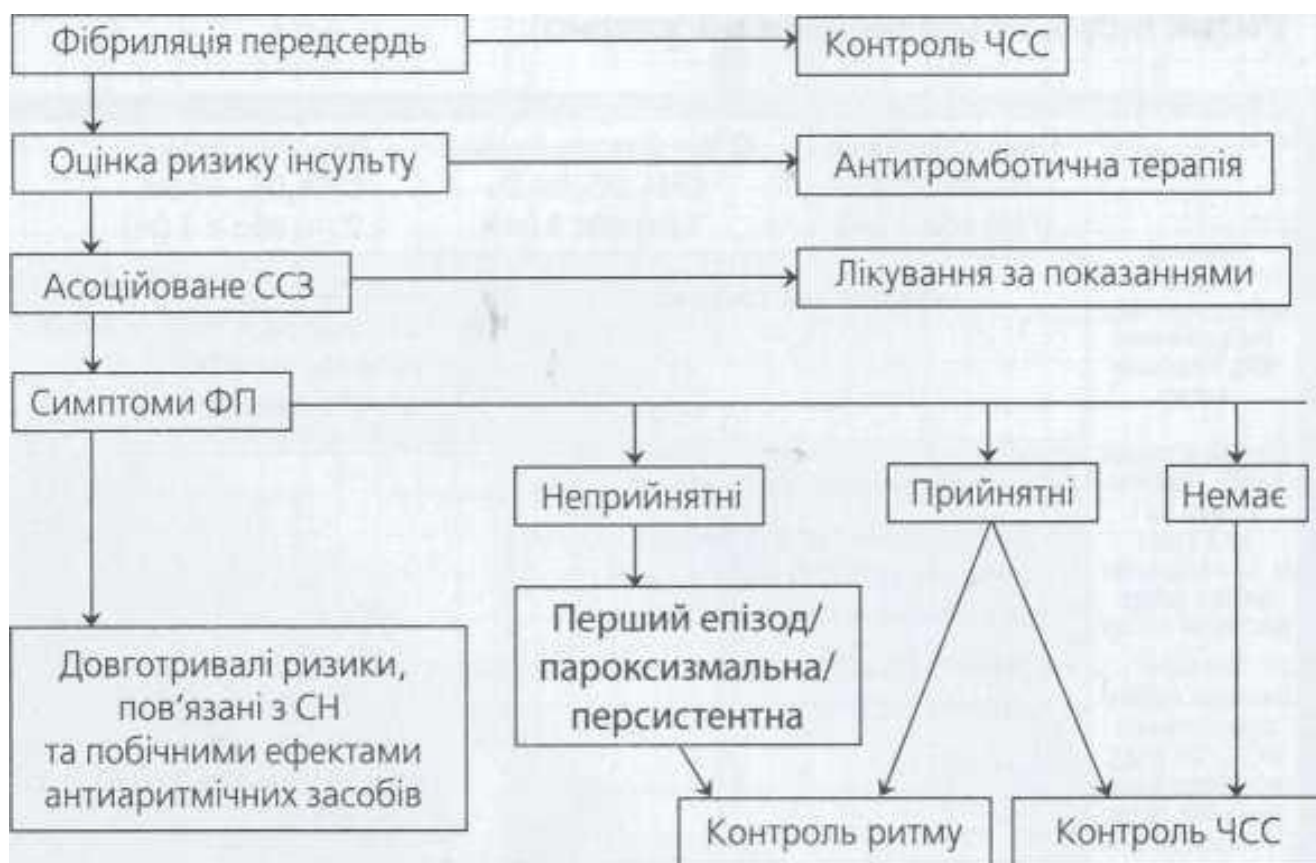 Фібриляція передсердь
Контроль ЧСС
Оцінка ризику інсульту
Антитромботична терапія
Асоційоване ССЗ
Лікування за показаннями
Симптоми ФП
Неприйнятні
Прийнятні
Немає
Перший епізод/
пароксизмальна/
персистентна
Довготривалі ризики,
пов’язані з СН
та побічними ефектами
антиаритмічних засобів
Контроль ритму
Контроль ЧСС